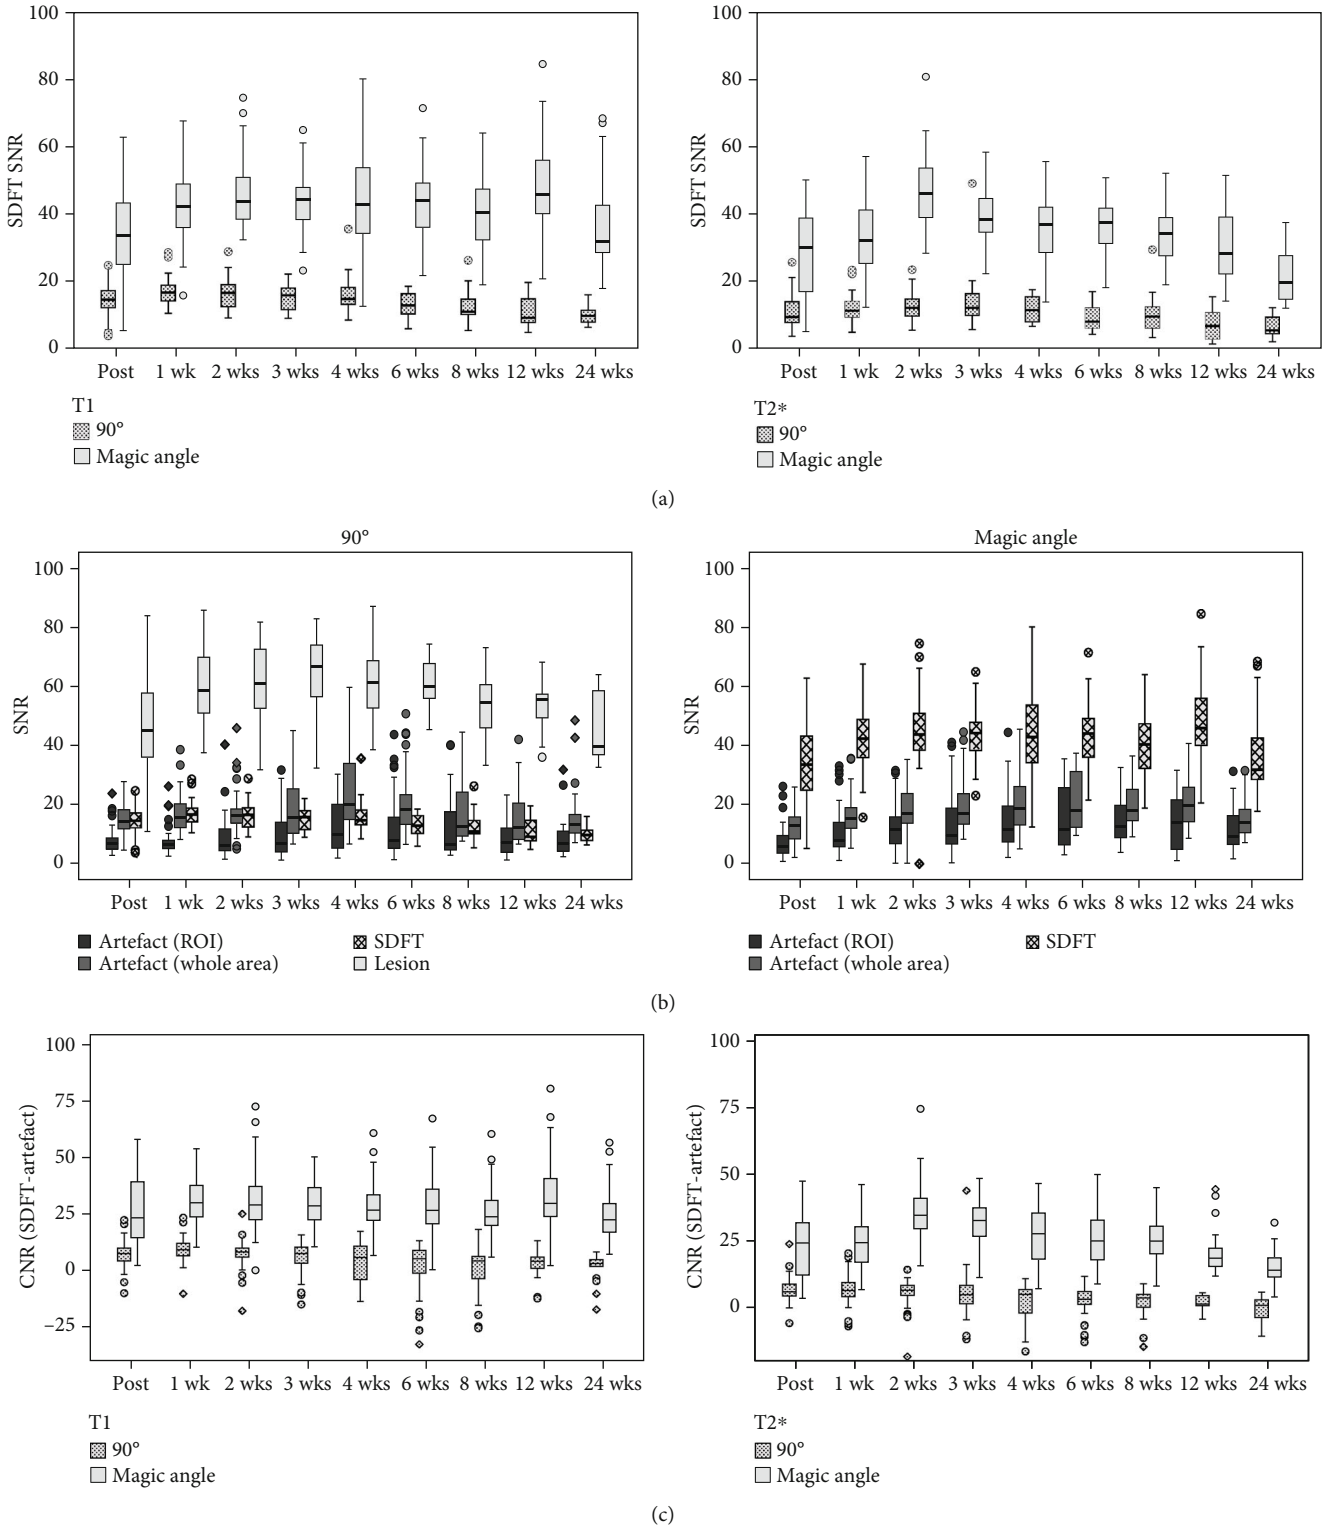 100
80
60
40
20
0
SDFT SNR
Post 1 wk 2 wks 3 wks 4 wks 6 wks 8 wks 12 wks 24 wks
T1
90°
Magic angle
100
80
60
40
20
0
SDFT SNR
Post 1 wk 2 wks 3 wks 4 wks 6 wks 8 wks 12 wks 24 wks
T2*
90°
Magic angle
(a)
90°
100
80
60
40
20
0
SNR
Post 1 wk 2 wks 3 wks 4 wks 6 wks 8 wks 12 wks 24 wks
Artefact (ROI)
Artefact (whole area)
SDFT
Lesion
Magic angle
100
80
60
40
20
0
SNR
Post 1 wk 2 wks 3 wks 4 wks 6 wks 8 wks 12 wks 24 wks
Artefact (ROI)
Artefact (whole area)
SDFT
(b)
100
75
50
25
0
−25
CNR (SDFT-artefact)
Post 1 wk 2 wks 3 wks 4 wks 6 wks 8 wks 12 wks 24 wks
T1
90°
Magic angle
100
75
50
25
0
CNR (SDFT-artefact)
Post 1 wk 2 wks 3 wks 4 wks 6 wks 8 wks 12 wks 24 wks
T2*
90°
Magic angle
(c)